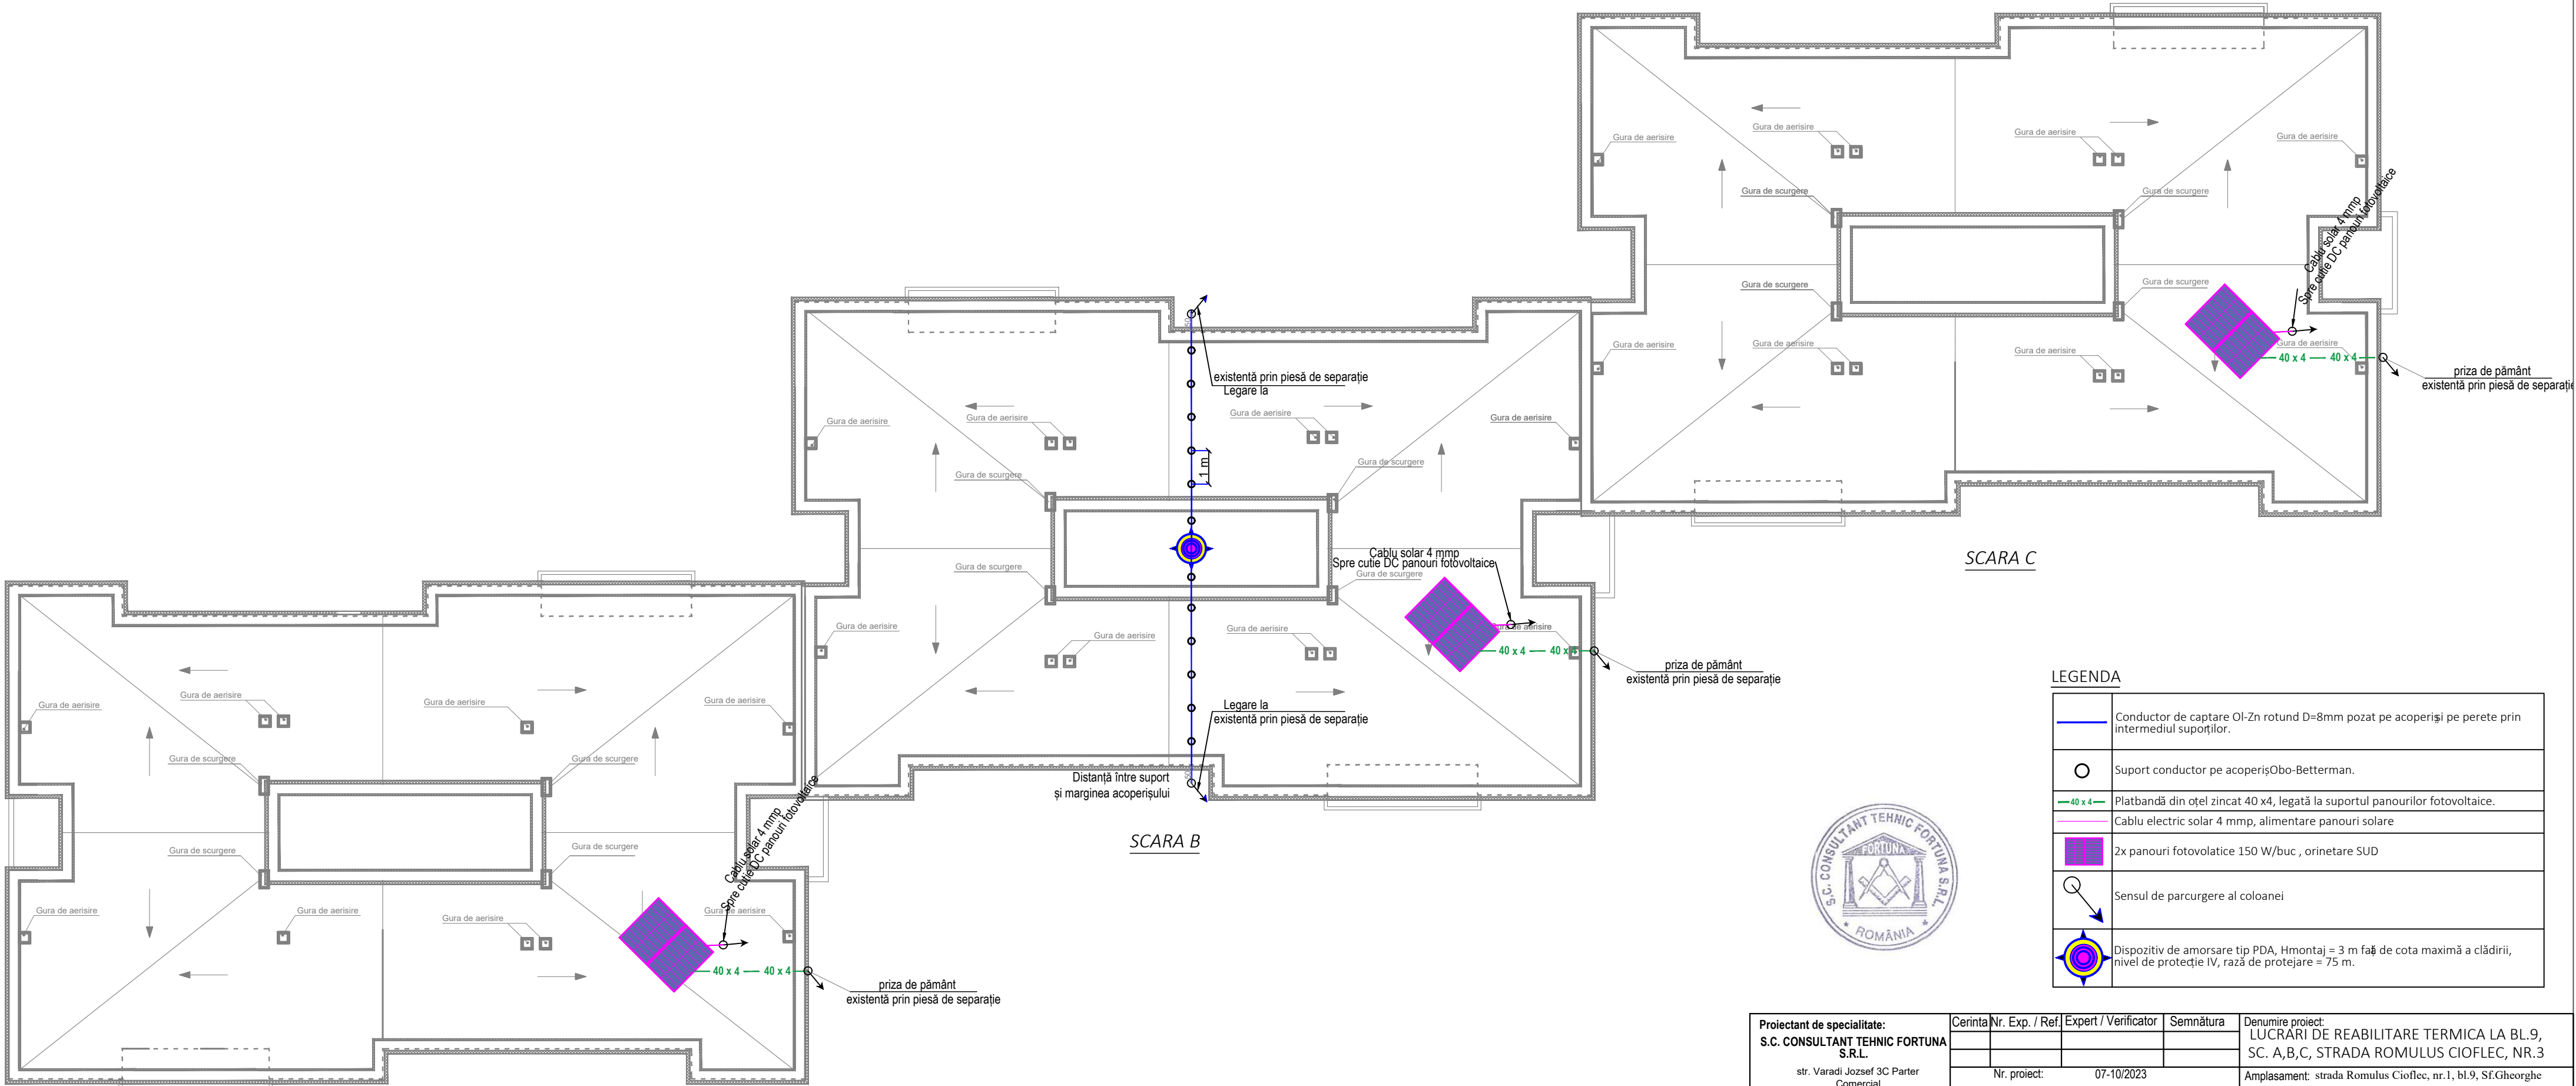 Gura de aerisire
Gura de aerisire
Gura de aerisire
Gura de aerisire
Gura de scurgere
Gura de scurgere
Gura de scurgere
Gura de scurgere
Gura de aerisire
Gura de aerisire
Gura de aerisire
Gura de aerisire
Cablu solar 4 mmp
Spre cutie DC panouri fotovoltaice
40 x 4
40 x 4
priza de pământ
existentă prin piesă de separație
SCARA C
existentă prin piesă de separație
Legare la
Gura de aerisire
Gura de aerisire
Gura de aerisire
Gura de aerisire
1 m
Gura de scurgere
Gura de scurgere
Gura de scurgere
Gura de scurgere
Cablu solar 4 mmp
Spre cutie DC panouri fotovoltaice
Gura de aerisire
Gura de aerisire
Gura de aerisire
Gura de aerisire
40 x 4
40 x 4
priza de pământ
existentă prin piesă de separație
Legare la
existentă prin piesă de separație
Distanță între suport
și marginea acoperișului
SCARA B
Gura de aerisire
Gura de aerisire
Gura de aerisire
Gura de aerisire
Gura de scurgere
Gura de scurgere
Gura de scurgere
Gura de scurgere
Cablu solar 4 mmp
Spre cutie DC panouri fotovoltaice
Gura de aerisire
Gura de aerisire
Gura de aerisire
Gura de aerisire
40 x 4
40 x 4
priza de pământ
existentă prin piesă de separație
LEGENDA
Conductor de captare Ol-Zn rotund D=8mm pozat pe acoperiș și pe perete prin
intermediul suporților.
Suport conductor pe acoperișObo-Betterman.
40 x 4
Platbandă din oțel zincat 40 x4, legată la suportul panourilor fotovoltaice.
Cablu electric solar 4 mmp, alimentare panouri solare
2x panouri fotovolatice 150 W/buc , orinetare SUD
Sensul de parcurgere al coloanei
Dispozitiv de amorsare tip PDA, Hmontaj = 3 m față de cota maximă a clădirii,
nivel de protecție IV, rază de protejare = 75 m.
S.C. CONSULTANT TEHNIC FORTUNA S.R.L.
FORTUNA
* ROMÂNIA *
Proiectant de specialitate:
S.C. CONSULTANT TEHNIC FORTUNA
S.R.L.
str. Varadi Jozsef 3C Parter
Comercial
Cerinta
Nr. Exp. / Ref.
Expert / Verificator
Semnătura
Nr. proiect:
07-10/2023
Denumire proiect:
LUCRARI DE REABILITARE TERMICA LA BL.9,
SC. A,B,C, STRADA ROMULUS CIOFLEC, NR.3
Amplasament: strada Romulus Cioflec, nr.1, bl.9, Sf.Gheorghe